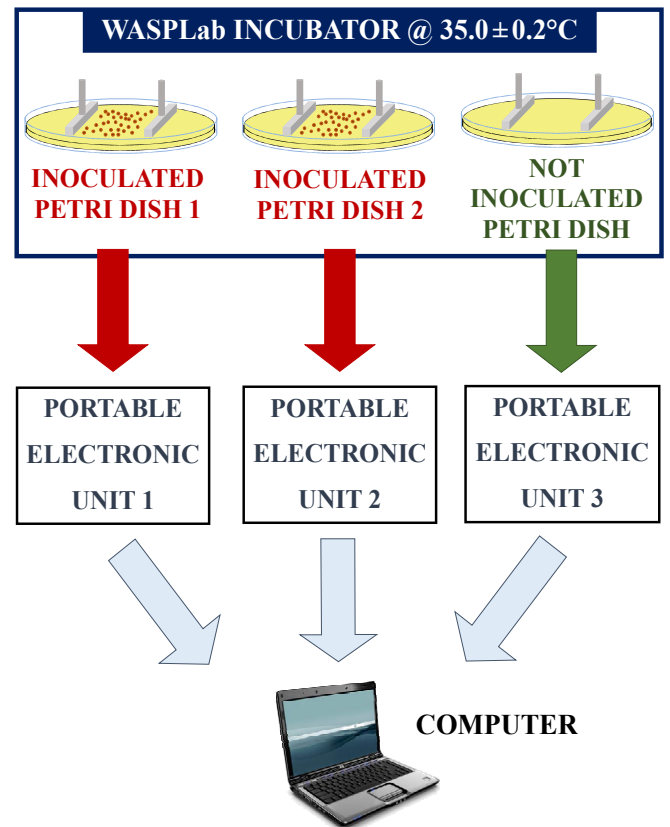 WASPLab INCUBATOR @ 35.0 ± 0.2°C
INOCULATED
PETRI DISH 1
INOCULATED
PETRI DISH 2
NOT
INOCULATED
PETRI DISH
PORTABLE
ELECTRONIC
UNIT 1
PORTABLE
ELECTRONIC
UNIT 2
PORTABLE
ELECTRONIC
UNIT 3
COMPUTER